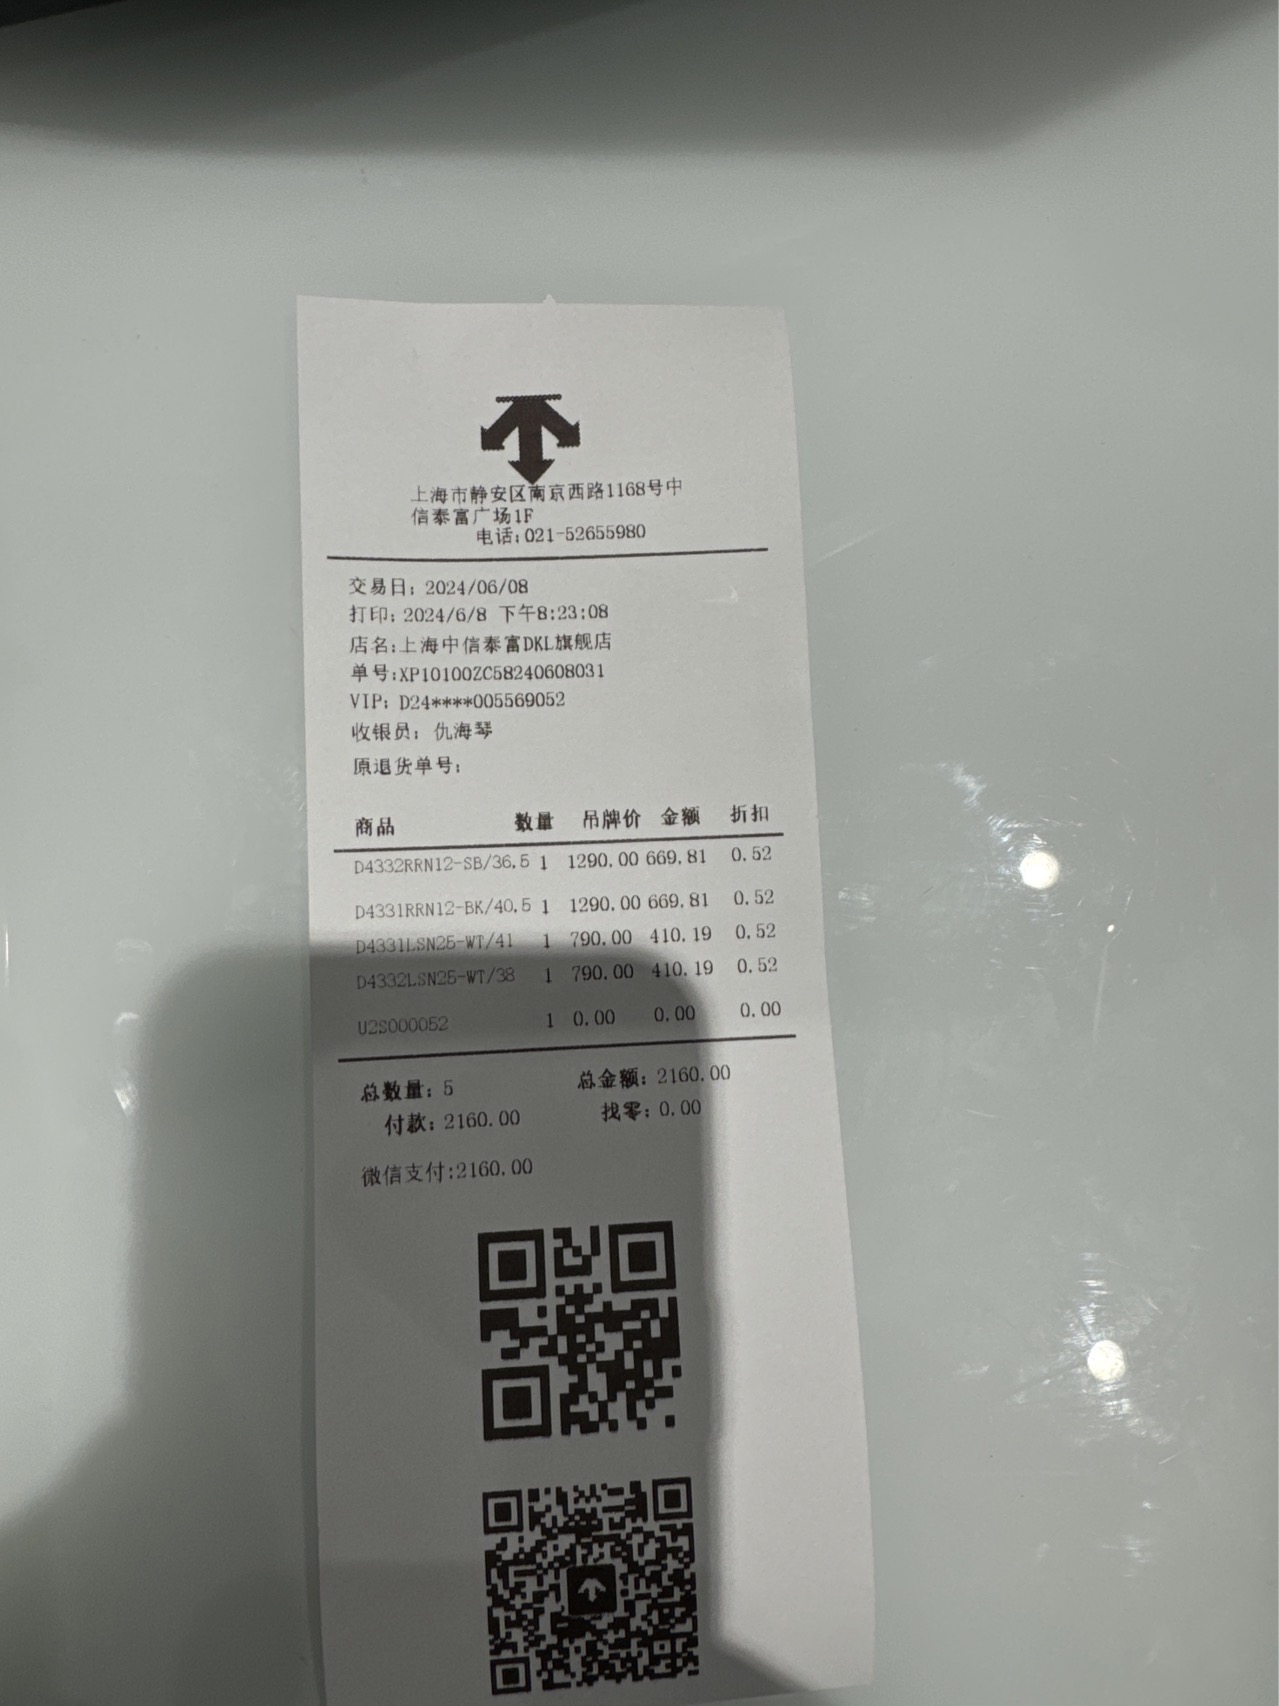 上海市静安区南京西路1168号中
信泰富广场1F
电话:021-52655980
交易日: 2024/06/08
打印: 2024/6/8 下午8:23:08
店名:上海中信泰富DKL旗舰店
单号:XP10100ZC58240608031
VIP: D24****005569052
收银员: 仇海琴
原退货单号:
商品 数量 吊牌价 金额 折扣
D4332RRN12-SB/36.5 1 1290.00 669.81 0.52
D4331RRN12-BK/40.5 1 1290.00 669.81 0.52
D4331LSN25-WT/41 1 790.00 410.19 0.52
D4332LSN25-WT/38 1 790.00 410.19 0.52
U2S000052 1 0.00 0.00 0.00
总数量: 5 总金额: 2160.00
付款: 2160.00 找零: 0.00
微信支付:2160.00